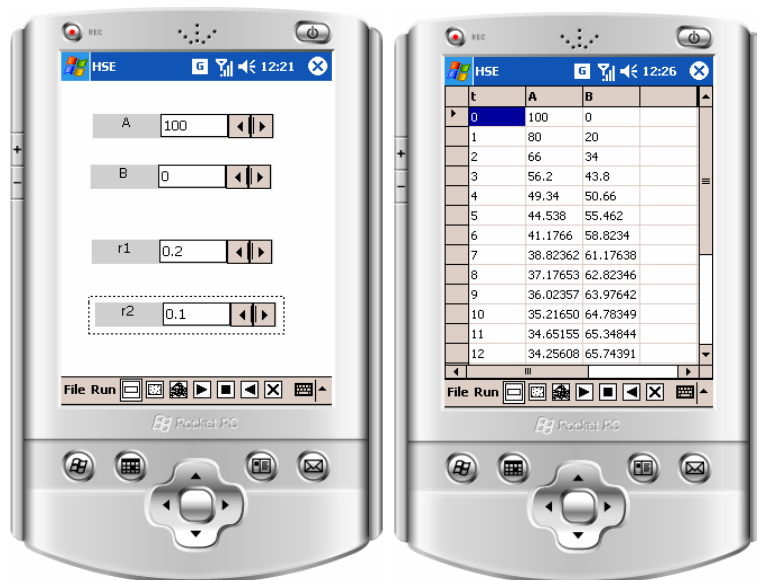 REC
HSE G 12:21
A 100
B 0
r1 0.2
r2 0.1
File Run
Pocket PC
+
−
REC
HSE G 12:26
t A B
0 100 0
1 80 20
2 66 34
3 56.2 43.8
4 49.34 50.66
5 44.538 55.462
6 41.1766 58.8234
7 38.82362 61.17638
8 37.17653 62.82346
9 36.02357 63.97642
10 35.21650 64.78349
11 34.65155 65.34844
12 34.25608 65.74391
File Run
Pocket PC
+
−